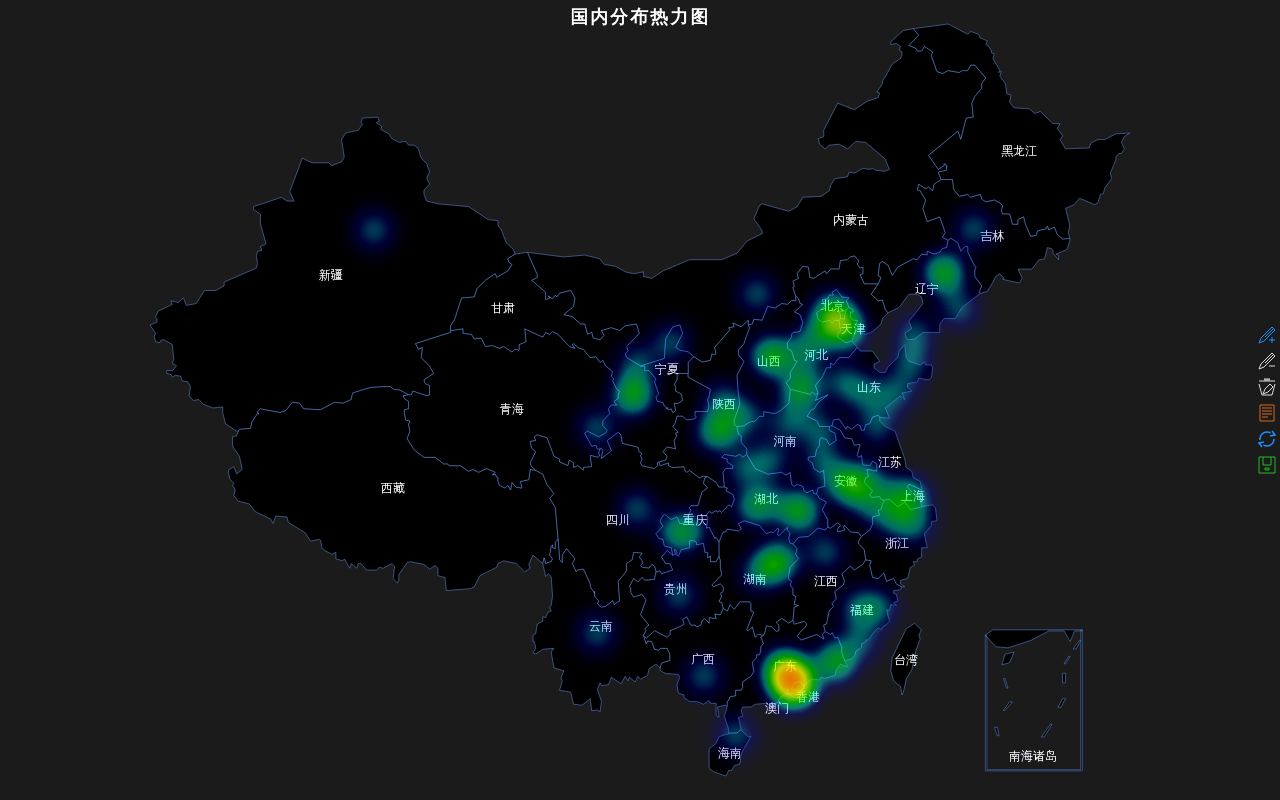 国内分布热力图
黑龙江
内蒙古
吉林
新疆
辽宁
甘肃
北京
天津
河北
山西
宁夏
山东
陕西
青海
河南
江苏
安徽
西藏
上海
湖北
四川
重庆
浙江
湖南
江西
贵州
福建
云南
广西
台湾
广东
香港
澳门
海南
南海诸岛